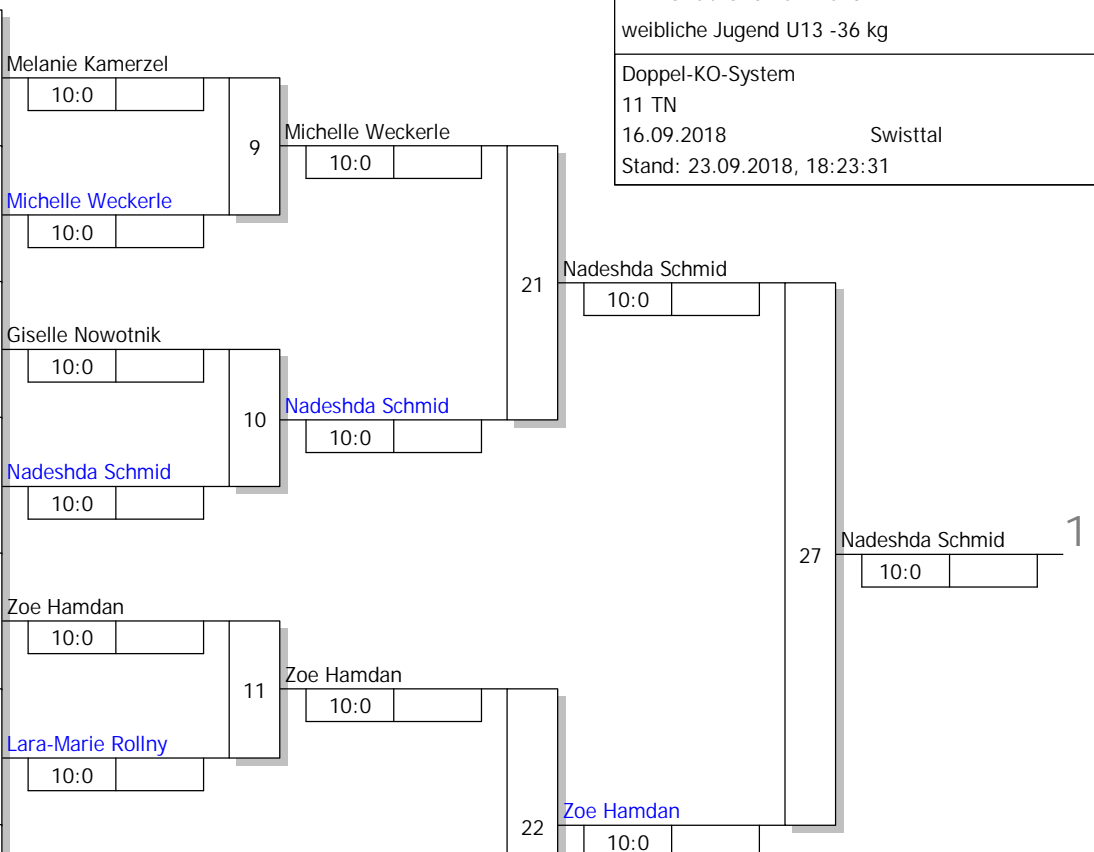 weibliche Jugend U13 -36 kg
Doppel-KO-System
11 TN
16.09.2018 Swisttal
Stand: 23.09.2018, 18:23:31
Melanie Kamerzel
10:0
9
Michelle Weckerle
10:0
Michelle Weckerle
10:0
21
Nadeshda Schmid
10:0
Giselle Nowotnik
10:0
10
Nadeshda Schmid
10:0
Nadeshda Schmid
10:0
27
Nadeshda Schmid
1
10:0
Zoe Hamdan
10:0
11
Zoe Hamdan
10:0
Lara-Marie Rollny
10:0
22
Zoe Hamdan
10:0